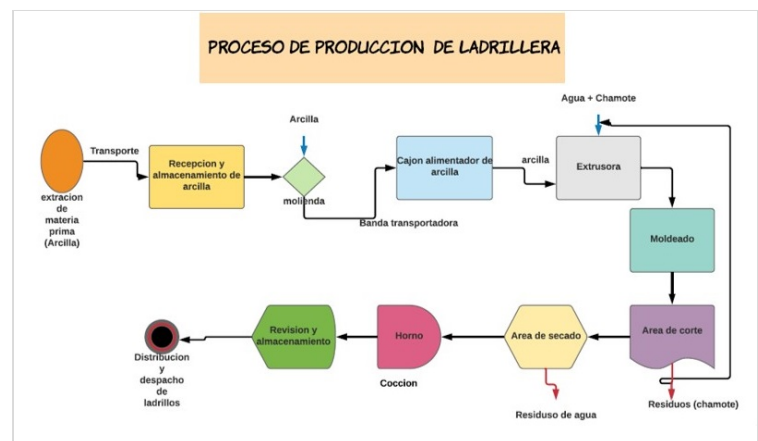 PROCESO DE PRODUCCION DE LADRILLERA
Agua + Chamote
Arcilla
Transporte
Recepcion y
almacenamiento de
arcilla
molienda
Cajon alimentador de
arcilla
arcilla
Extrusora
extracion
de
materia
prima
(Arcilla)
Banda transportadora
Moldeado
Area de corte
Area de secado
Horno
Revision y
almacenamiento
Distribucion
y
despacho
de
ladrillos
Coccion
Residuso de agua
Residuos (chamote)